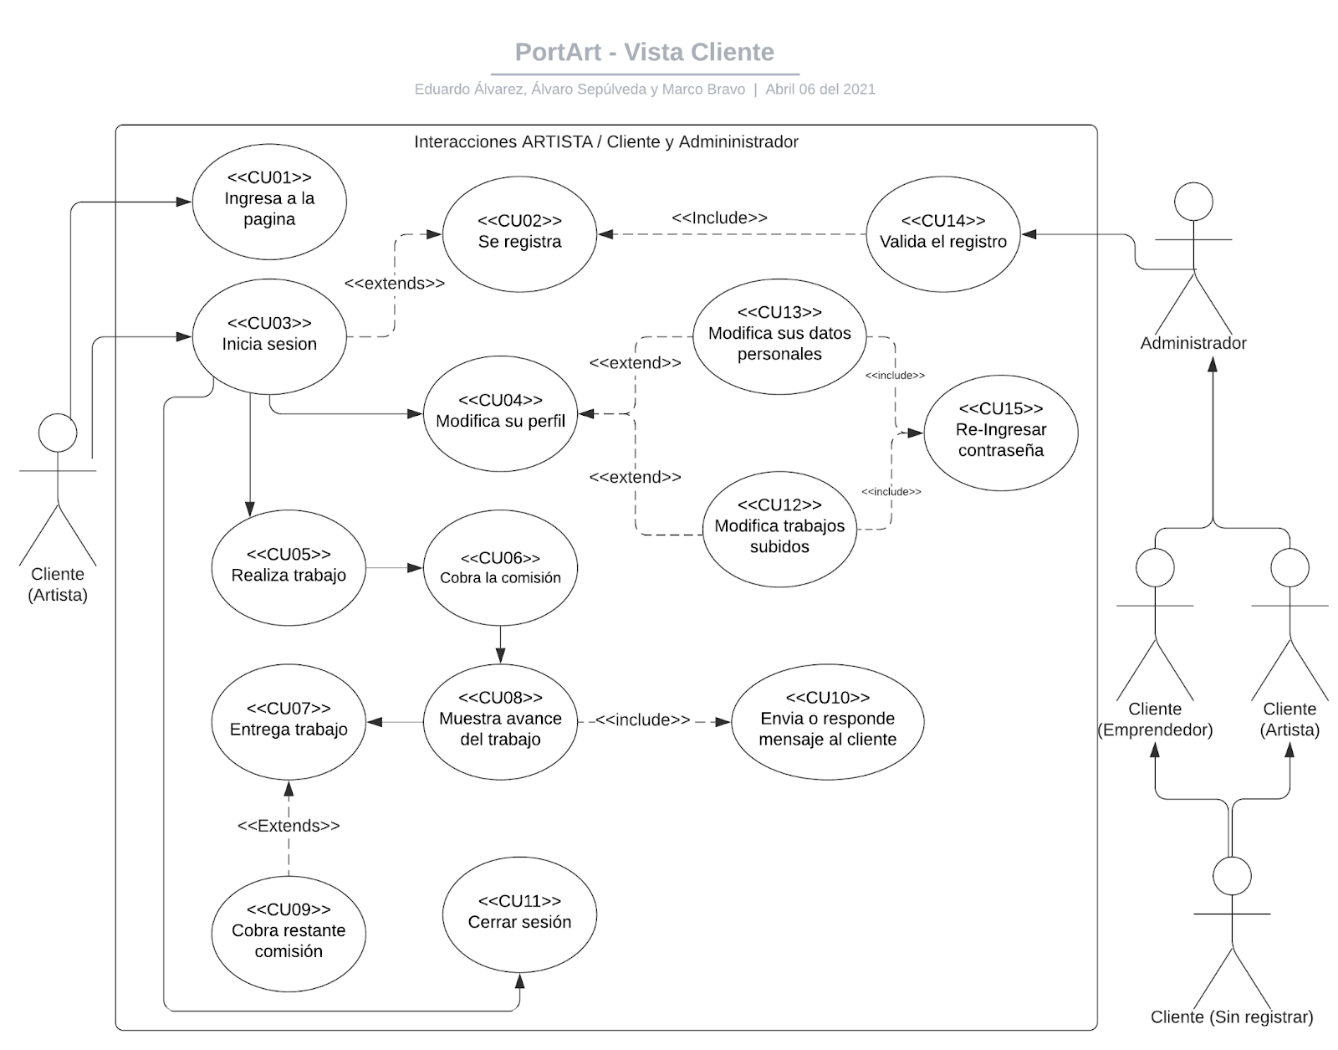 PortArt - Vista Cliente
Eduardo Álvarez, Álvaro Sepúlveda y Marco Bravo | Abril 06 del 2021
Interacciones ARTISTA / Cliente y Admininistrador
<<CU01>>
Ingresa a la
pagina
<<CU02>>
Se registra
<<Include>>
<<CU14>>
Valida el registro
<<extends>>
<<CU03>>
Inicia sesion
<<CU13>>
Modifica sus datos
personales
Administrador
<<extend>>
<<include>>
<<CU04>>
Modifica su perfil
<<CU15>>
Re-Ingresar
contraseña
<<extend>>
<<include>>
<<CU12>>
Modifica trabajos
subidos
<<CU05>>
Realiza trabajo
<<CU06>>
Cobra la comisión
Cliente
(Artista)
<<CU07>>
Entrega trabajo
<<CU08>>
Muestra avance
del trabajo
<<include>>
<<CU10>>
Envia o responde
mensaje al cliente
Cliente
(Emprendedor)
Cliente
(Artista)
<<Extends>>
<<CU09>>
Cobra restante
comisión
<<CU11>>
Cerrar sesión
Cliente (Sin registrar)